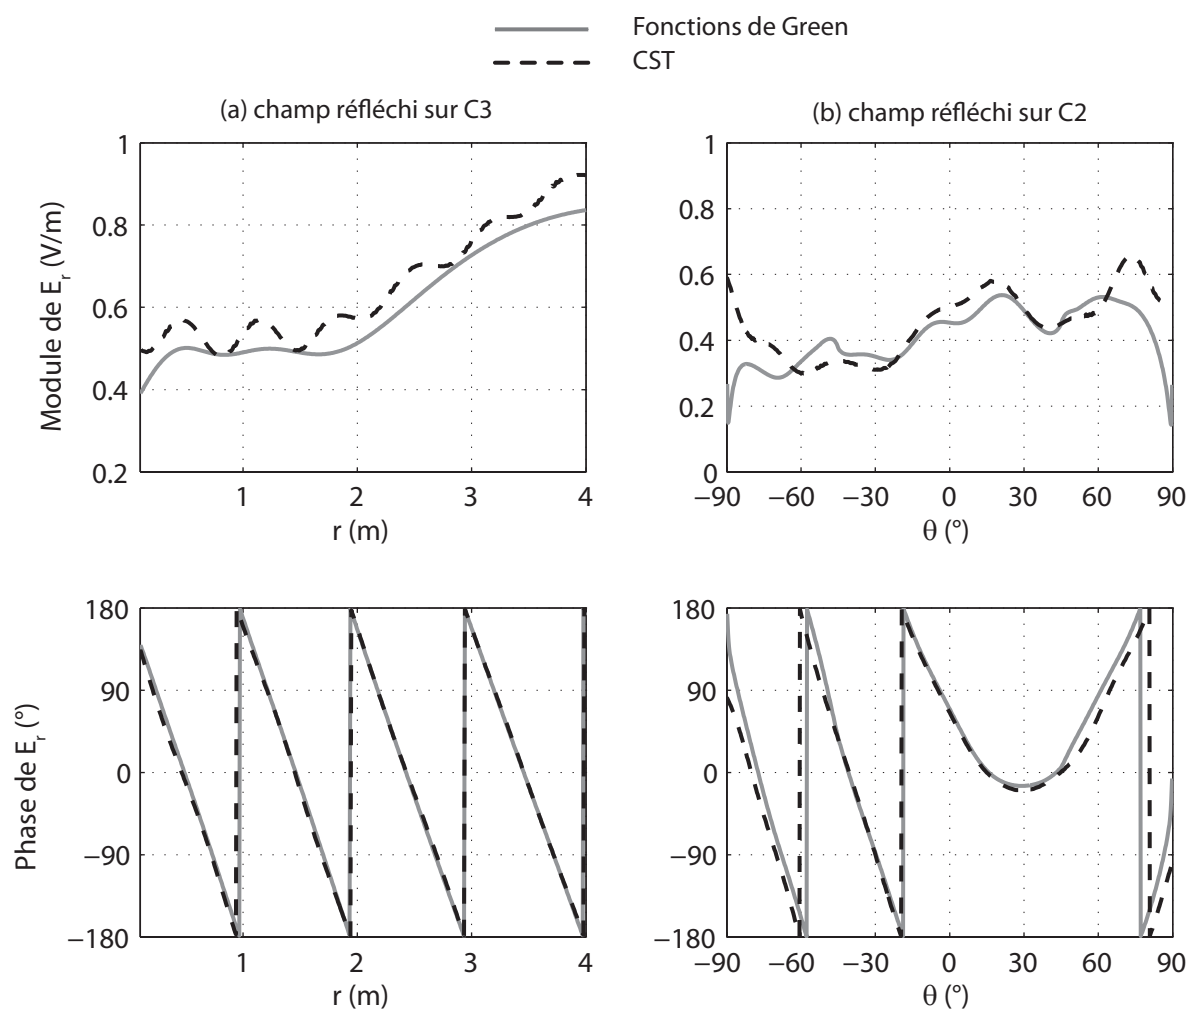 Fonctions de Green
CST
(a) champ réfléchi sur C3
(b) champ réfléchi sur C2
Module de E_r (V/m)
1
0.8
0.6
0.4
0.2
1 2 3 4
r (m)
1
0.8
0.6
0.4
0.2
0
−90 −60 −30 0 30 60 90
θ (°)
Phase de E_r (°)
180
90
0
−90
−180
1 2 3 4
r (m)
180
90
0
−90
−180
−90 −60 −30 0 30 60 90
θ (°)